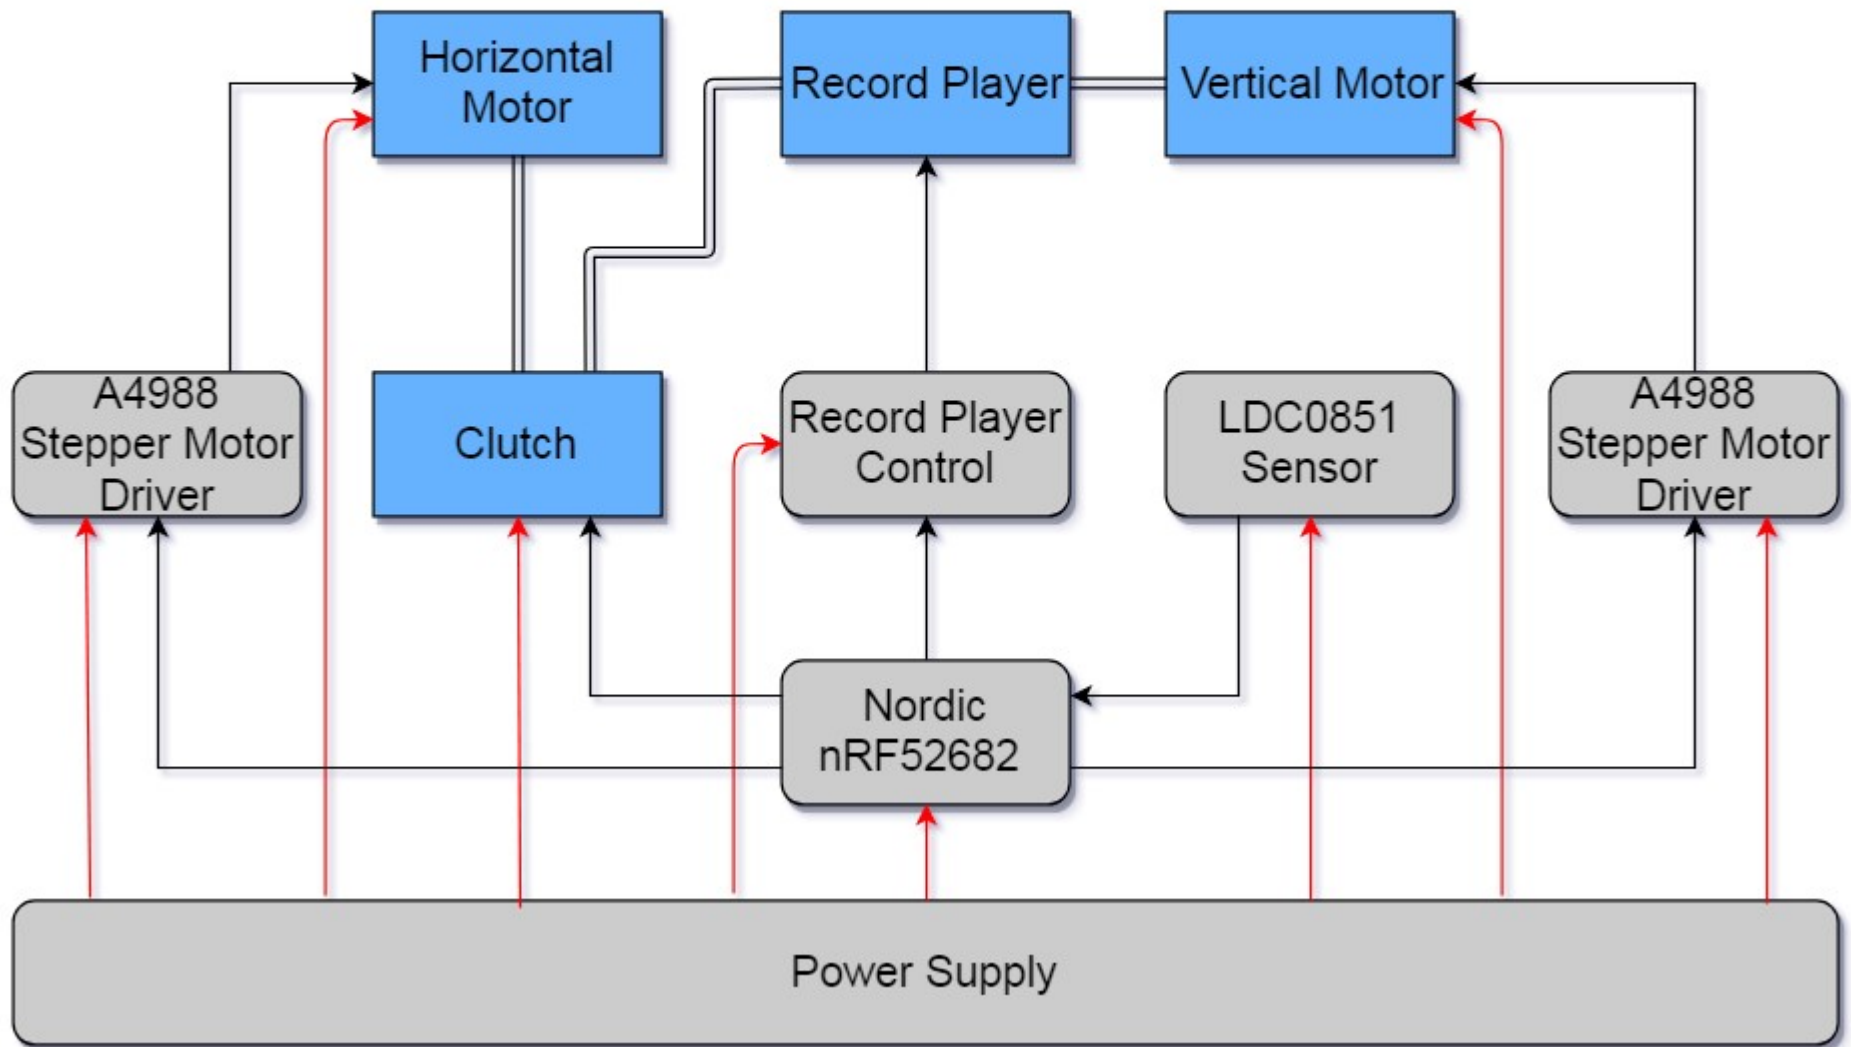 Horizontal
Motor
Record Player
Vertical Motor
A4988
Stepper Motor
Driver
Clutch
Record Player
Control
LDC0851
Sensor
A4988
Stepper Motor
Driver
Nordic
nRF52682
Power Supply